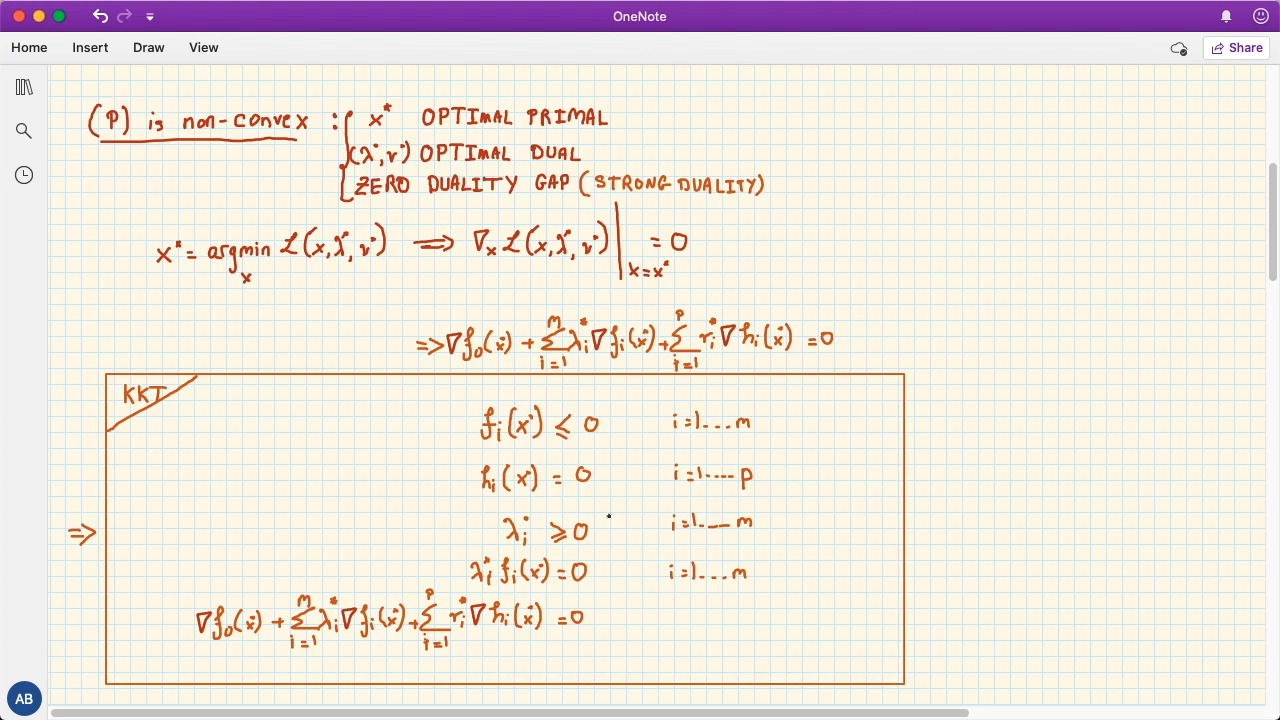 OneNote
Home Insert Draw View Share
(P) is non-convex : { x* OPTIMAL PRIMAL
(λ*, ν*) OPTIMAL DUAL
ZERO DUALITY GAP (STRONG DUALITY)
x* = argmin ℒ(x, λ*, ν*) ⟹ ∇ₓ ℒ(x, λ*, ν*) | = 0
x x = x*
=> ∇f₀(x*) + Σ_{i=1}^{m} λᵢ* ∇fᵢ(x*) + Σ_{i=1}^{p} νᵢ* ∇hᵢ(x*) = 0
KKT
fᵢ(x*) ≤ 0 i=1...m
hᵢ(x*) = 0 i=1....p
=> λᵢ* ≥ 0 i=1...m
λᵢ* fᵢ(x*) = 0 i=1...m
∇f₀(x*) + Σ_{i=1}^{m} λᵢ* ∇fᵢ(x*) + Σ_{i=1}^{p} νᵢ* ∇hᵢ(x*) = 0
AB